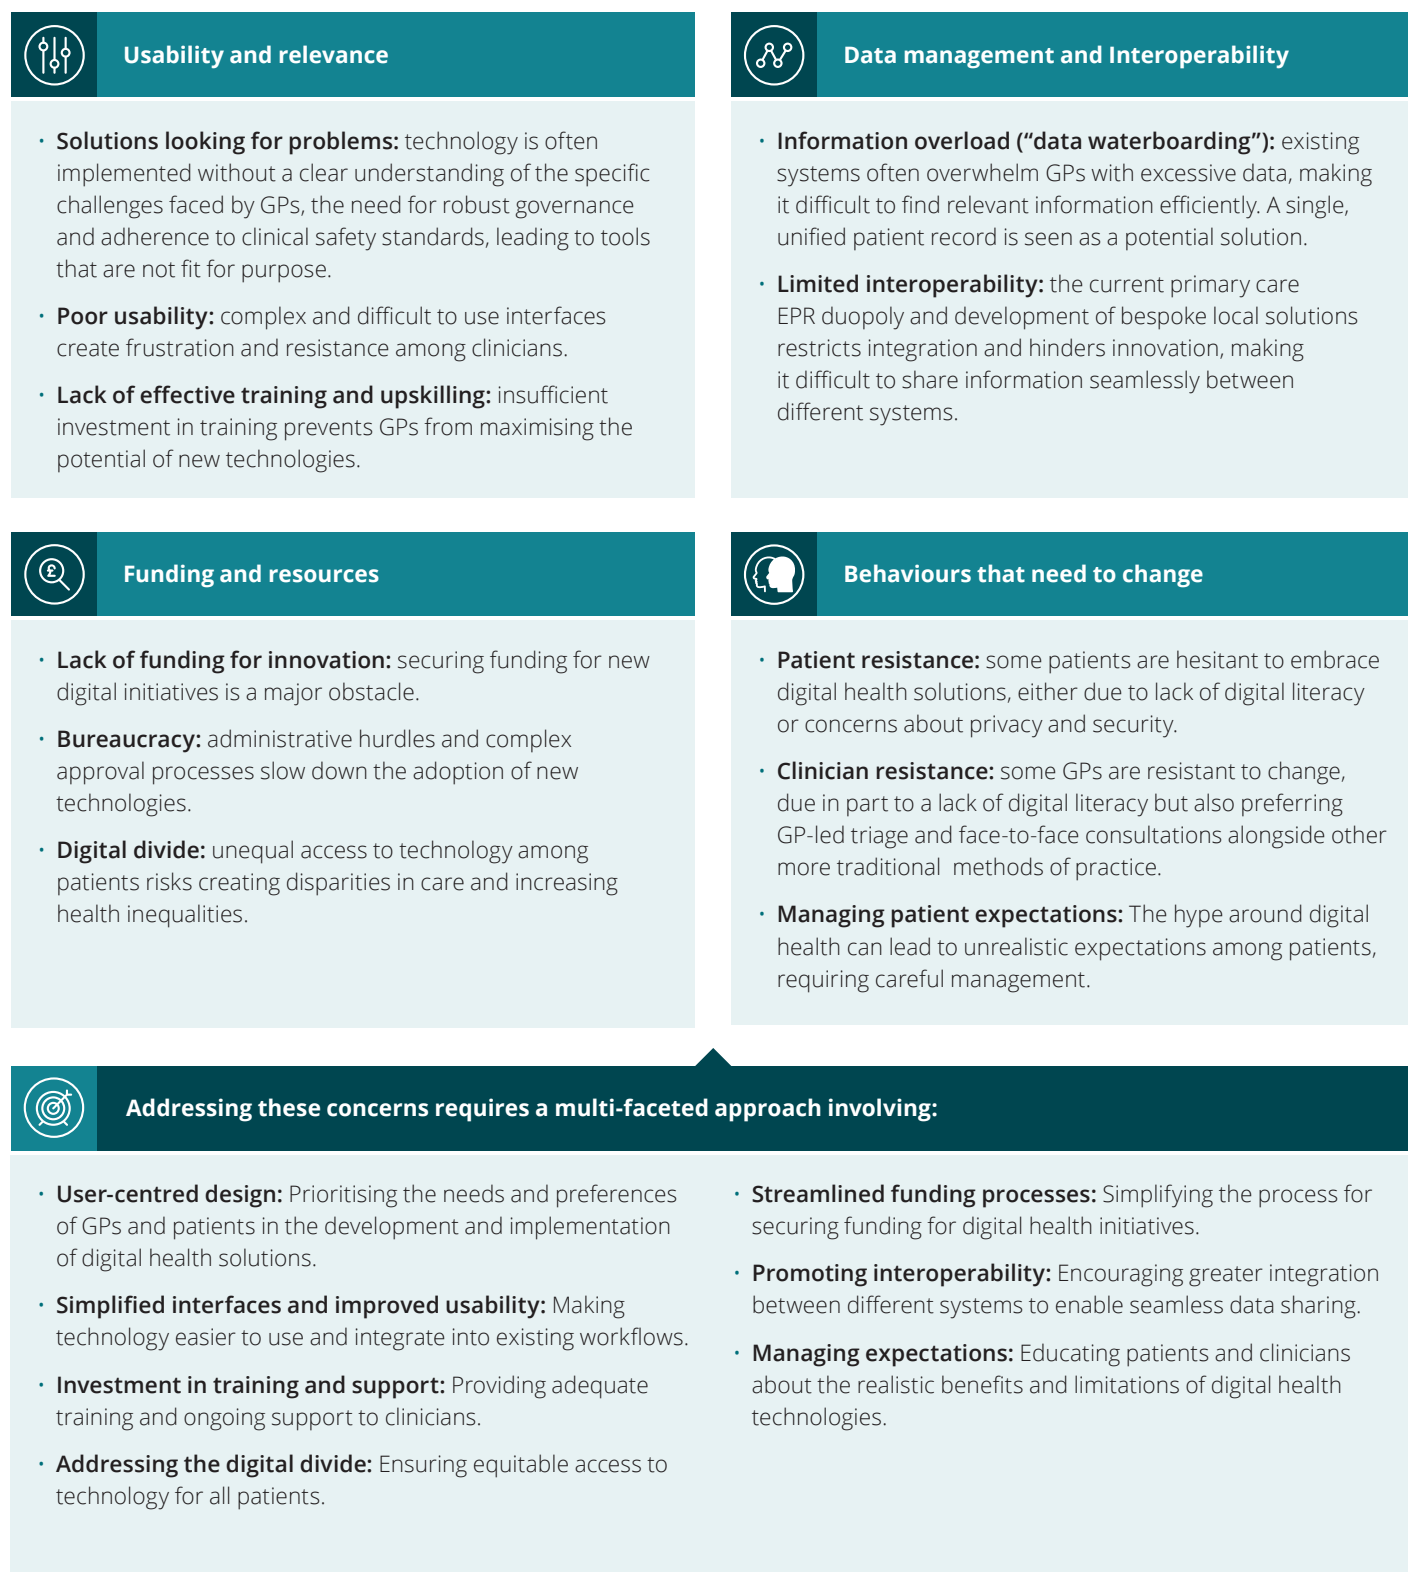 Usability and relevance
· Solutions looking for problems: technology is often
implemented without a clear understanding of the specific
challenges faced by GPs, the need for robust governance
and adherence to clinical safety standards, leading to tools
that are not fit for purpose.
· Poor usability: complex and difficult to use interfaces
create frustration and resistance among clinicians.
· Lack of effective training and upskilling: insufficient
investment in training prevents GPs from maximising the
potential of new technologies.
Data management and Interoperability
· Information overload (“data waterboarding”): existing
systems often overwhelm GPs with excessive data, making
it difficult to find relevant information efficiently. A single,
unified patient record is seen as a potential solution.
· Limited interoperability: the current primary care
EPR duopoly and development of bespoke local solutions
restricts integration and hinders innovation, making
it difficult to share information seamlessly between
different systems.
£
Funding and resources
· Lack of funding for innovation: securing funding for new
digital initiatives is a major obstacle.
· Bureaucracy: administrative hurdles and complex
approval processes slow down the adoption of new
technologies.
· Digital divide: unequal access to technology among
patients risks creating disparities in care and increasing
health inequalities.
Behaviours that need to change
· Patient resistance: some patients are hesitant to embrace
digital health solutions, either due to lack of digital literacy
or concerns about privacy and security.
· Clinician resistance: some GPs are resistant to change,
due in part to a lack of digital literacy but also preferring
GP-led triage and face-to-face consultations alongside other
more traditional  methods of practice.
· Managing patient expectations: The hype around digital
health can lead to unrealistic expectations among patients,
requiring careful management.
Addressing these concerns requires a multi-faceted approach involving:
· User-centred design: Prioritising the needs and preferences
of GPs and patients in the development and implementation
of digital health solutions.
· Simplified interfaces and improved usability: Making
technology easier to use and integrate into existing workflows.
· Investment in training and support: Providing adequate
training and ongoing support to clinicians.
· Addressing the digital divide: Ensuring equitable access to
technology for all patients.
· Streamlined funding processes: Simplifying the process for
securing funding for digital health initiatives.
· Promoting interoperability: Encouraging greater integration
between different systems to enable seamless data sharing.
· Managing expectations: Educating patients and clinicians
about the realistic benefits and limitations of digital health
technologies.